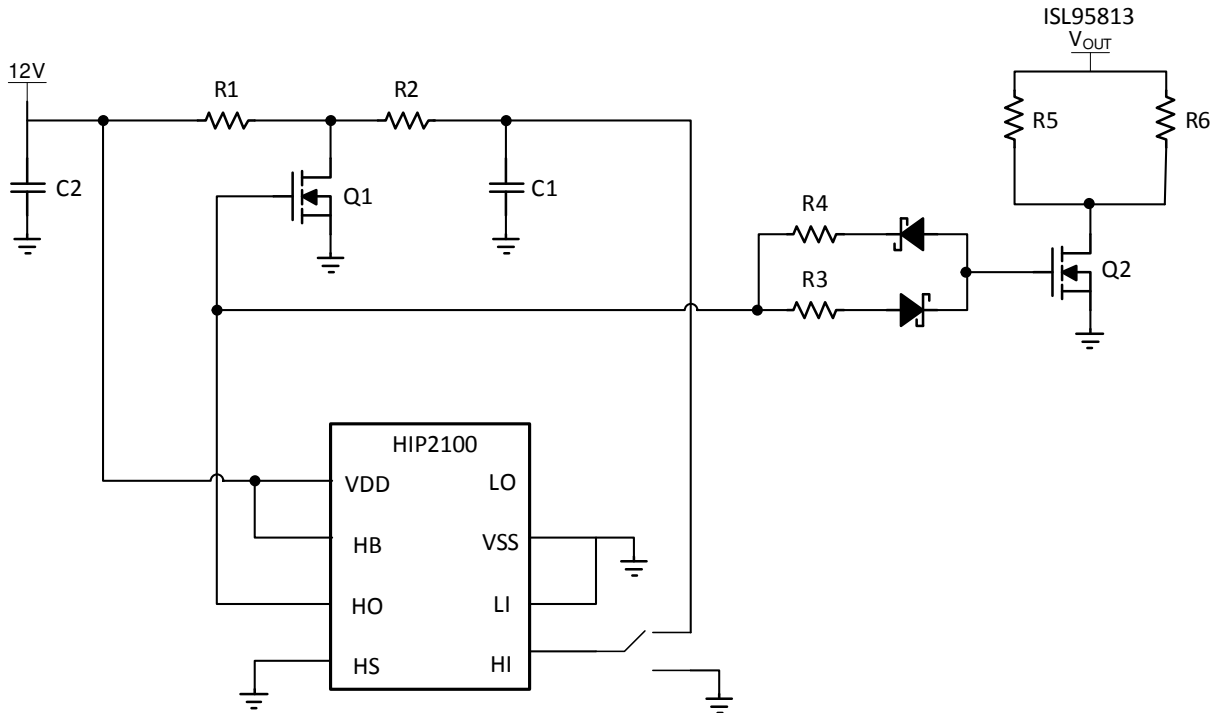 ISL95813
VOUT
12V
R1
R2
R5
R6
C2
Q1
C1
R4
R3
Q2
HIP2100
VDD
LO
HB
VSS
HO
LI
HS
HI